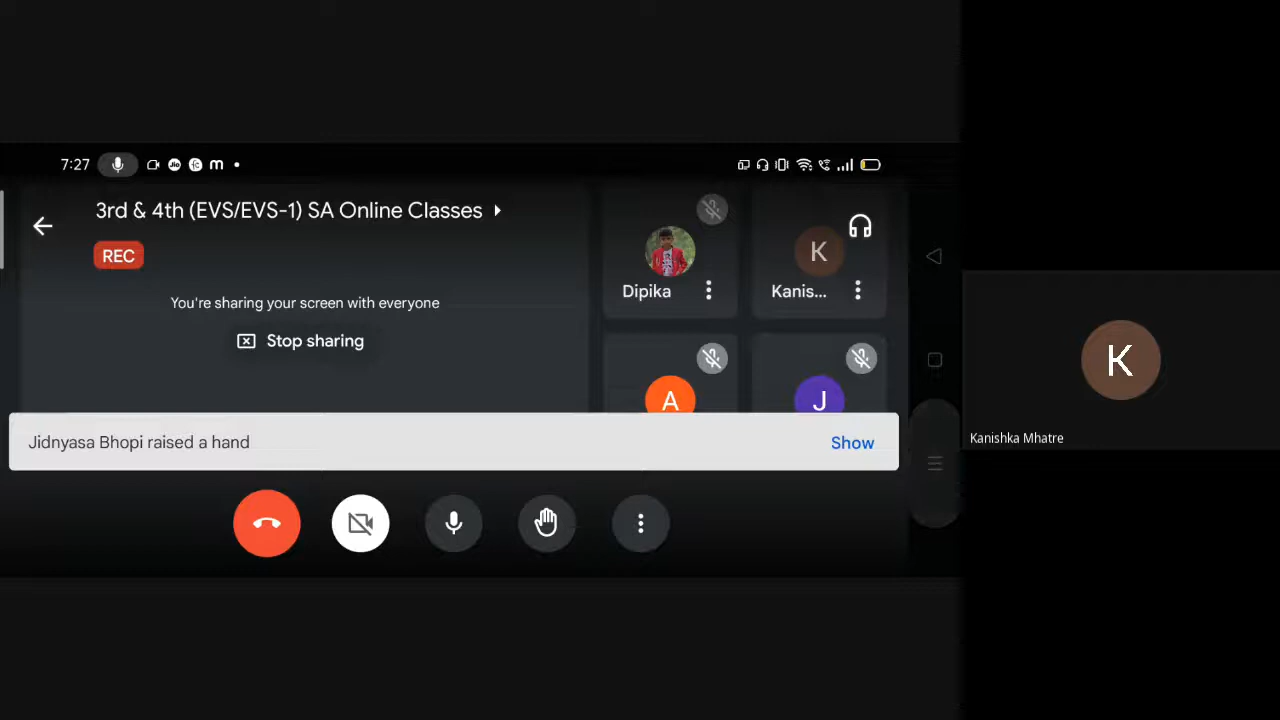 7:27
3rd & 4th (EVS/EVS-1) SA Online Classes
REC
You're sharing your screen with everyone
Stop sharing
Dipika
K
Kanis...
A
J
Jidnyasa Bhopi raised a hand
Show
K
Kanishka Mhatre